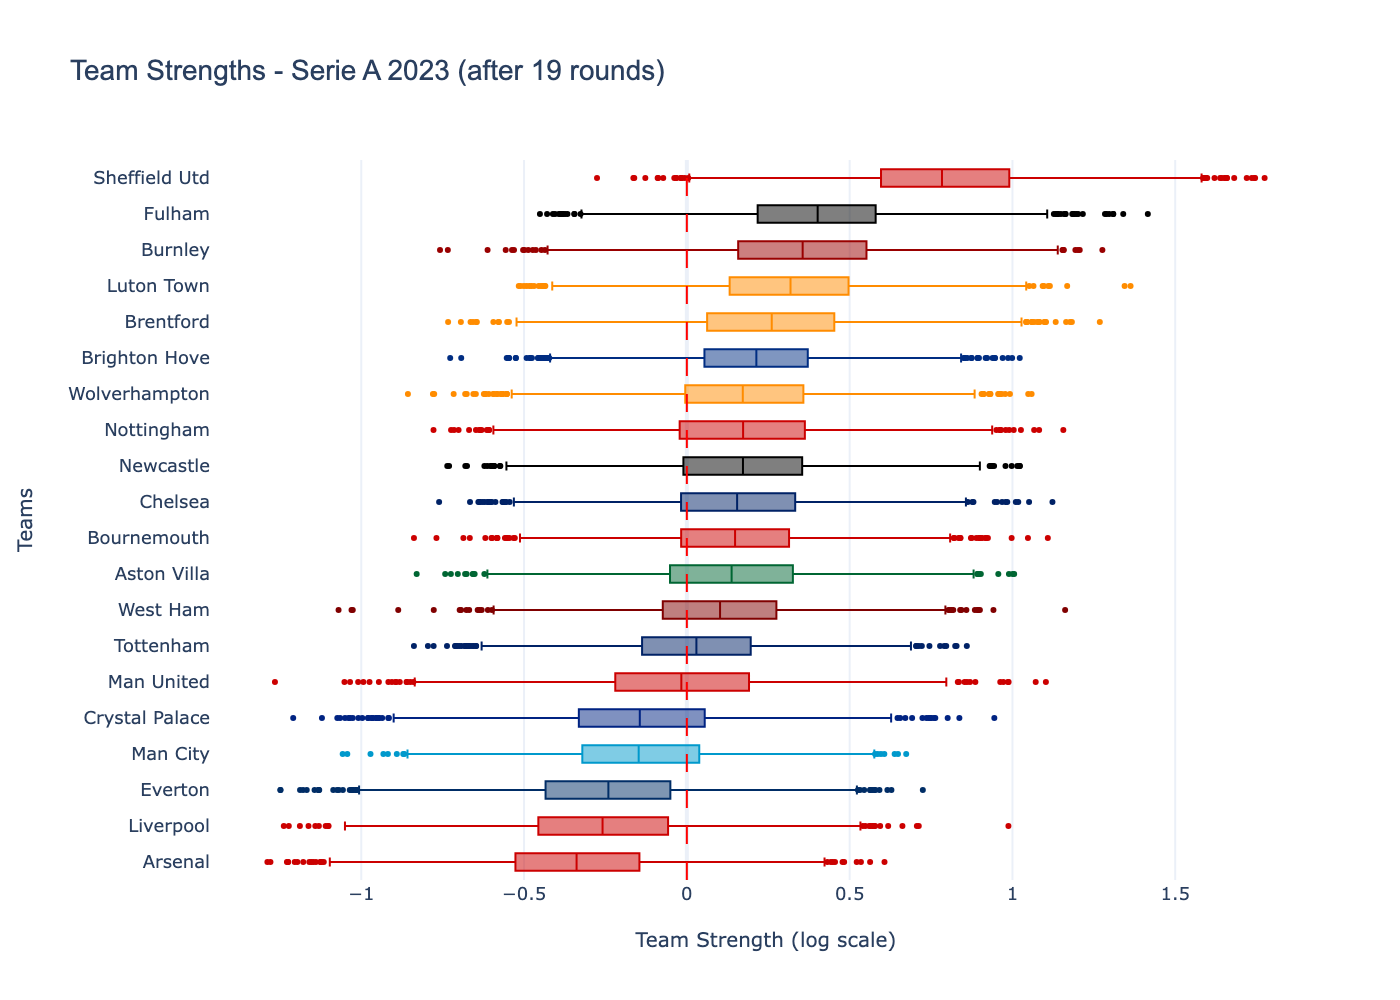 Team Strengths - Serie A 2023 (after 19 rounds)
Teams
Sheffield Utd
Fulham
Burnley
Luton Town
Brentford
Brighton Hove
Wolverhampton
Nottingham
Newcastle
Chelsea
Bournemouth
Aston Villa
West Ham
Tottenham
Man United
Crystal Palace
Man City
Everton
Liverpool
Arsenal
−1 −0.5 0 0.5 1 1.5
Team Strength (log scale)